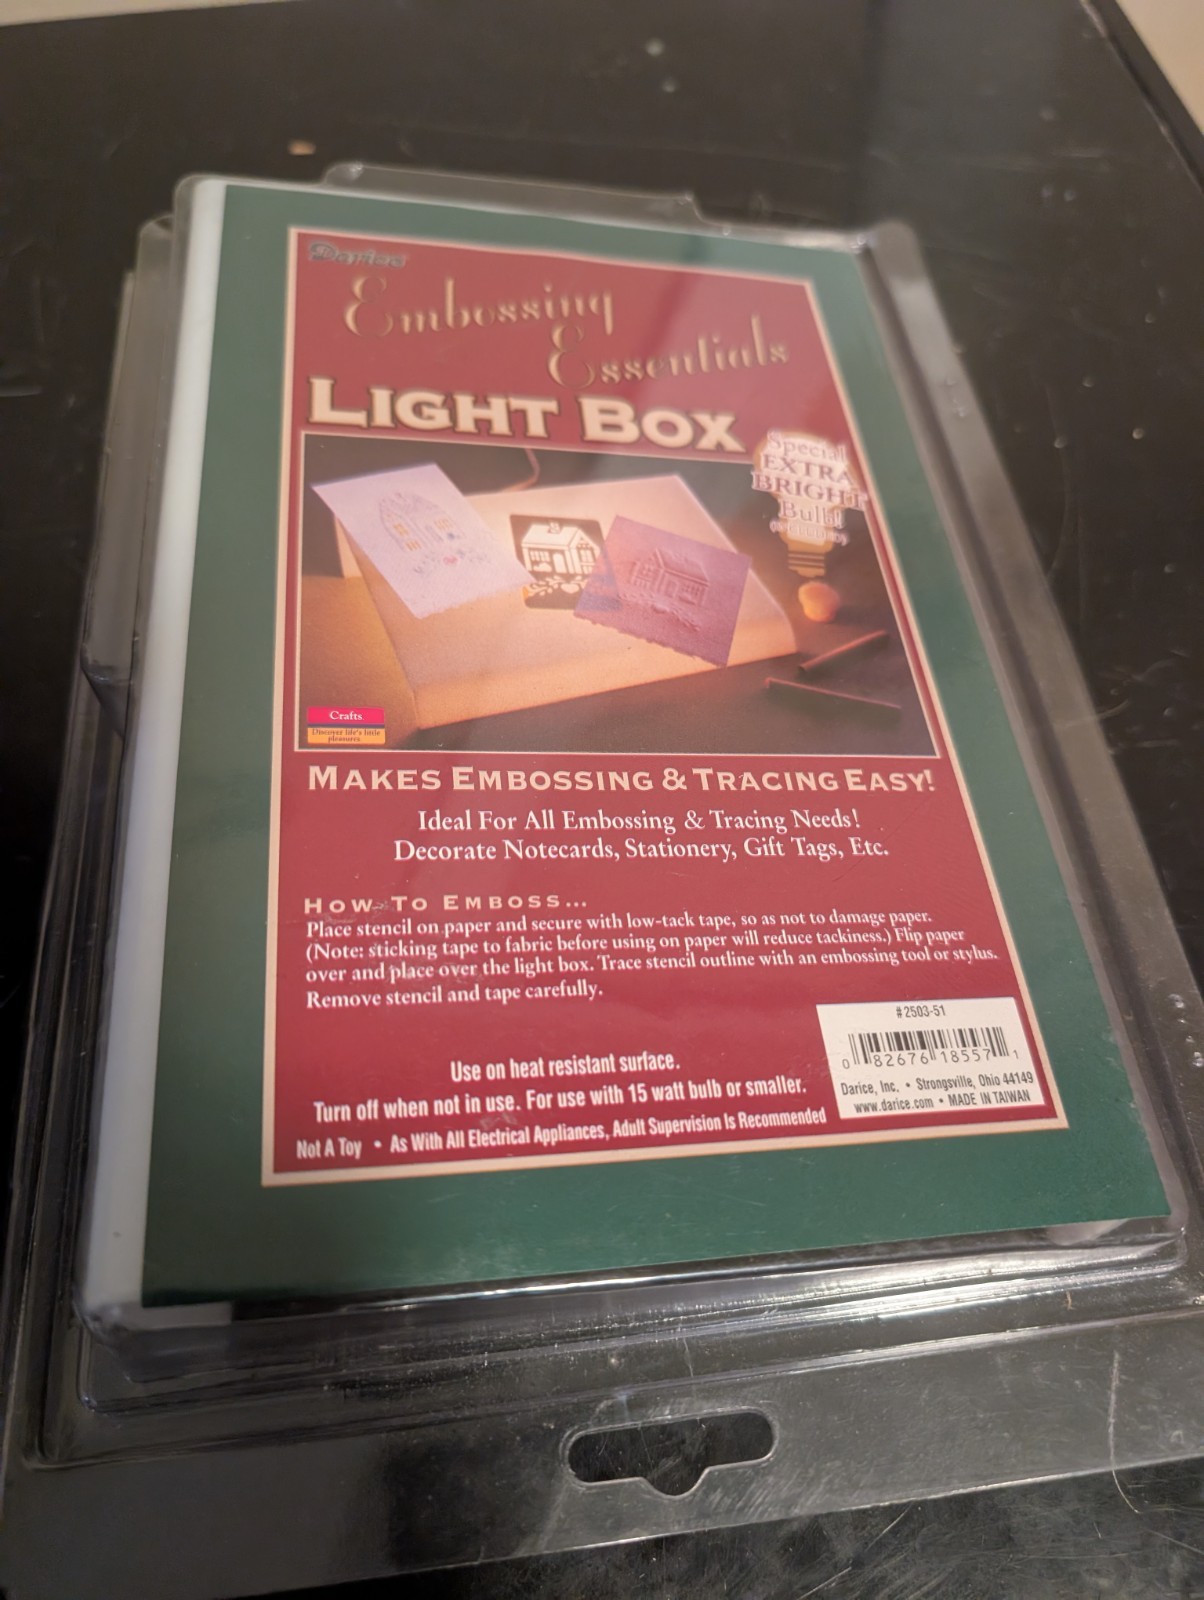 Darice
Embossing
Essentials
LIGHT BOX
Special
EXTRA
BRIGHT
Bulb!
(INCLUDED)
Crafts
Discover life's little
pleasures
MAKES EMBOSSING & TRACING EASY!
Ideal For All Embossing & Tracing Needs!
Decorate Notecards, Stationery, Gift Tags, Etc.
HOW TO EMBOSS...
Place stencil on paper and secure with low-tack tape, so as not to damage paper.
(Note: sticking tape to fabric before using on paper will reduce tackiness.) Flip paper
over and place over the light box. Trace stencil outline with an embossing tool or stylus.
Remove stencil and tape carefully.
Use on heat resistant surface.
Turn off when not in use. For use with 15 watt bulb or smaller.
Not A Toy • As With All Electrical Appliances, Adult Supervision Is Recommended
#2503-51
0 82676 18557 1
Darice, Inc. • Strongsville, Ohio 44149
www.darice.com • MADE IN TAIWAN